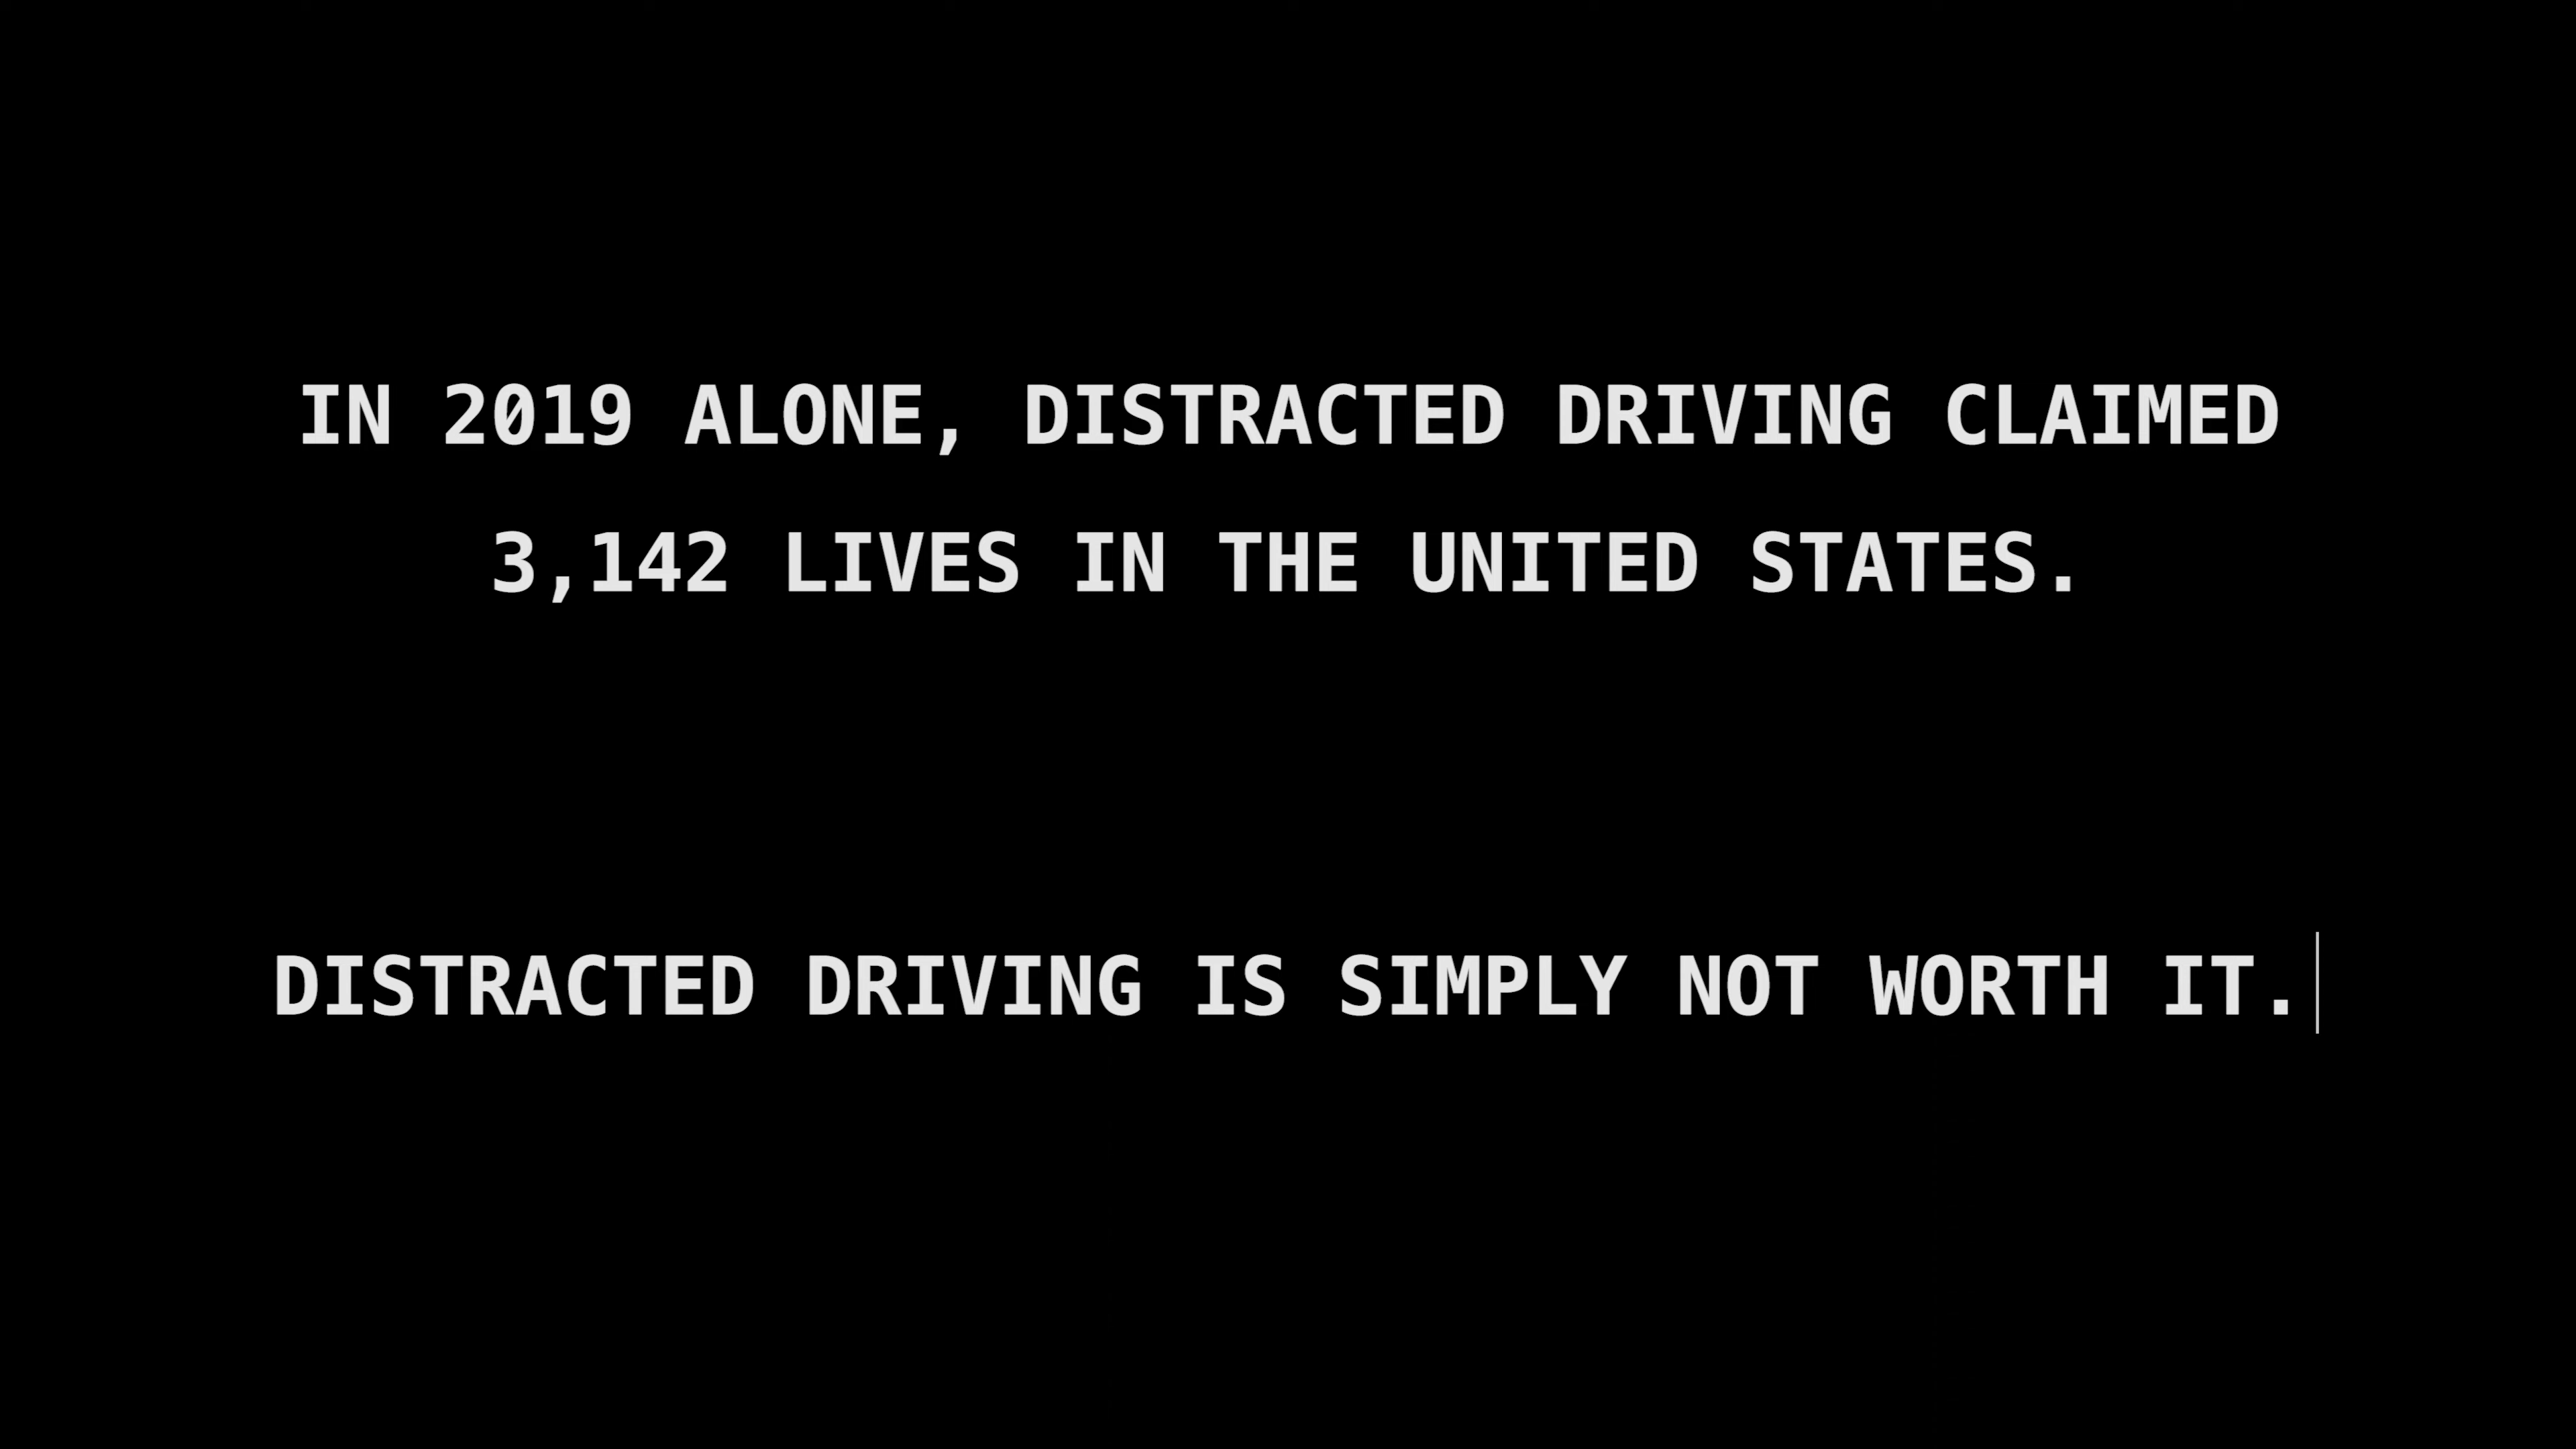 IN 2019 ALONE, DISTRACTED DRIVING CLAIMED
3,142 LIVES IN THE UNITED STATES.
DISTRACTED DRIVING IS SIMPLY NOT WORTH IT.